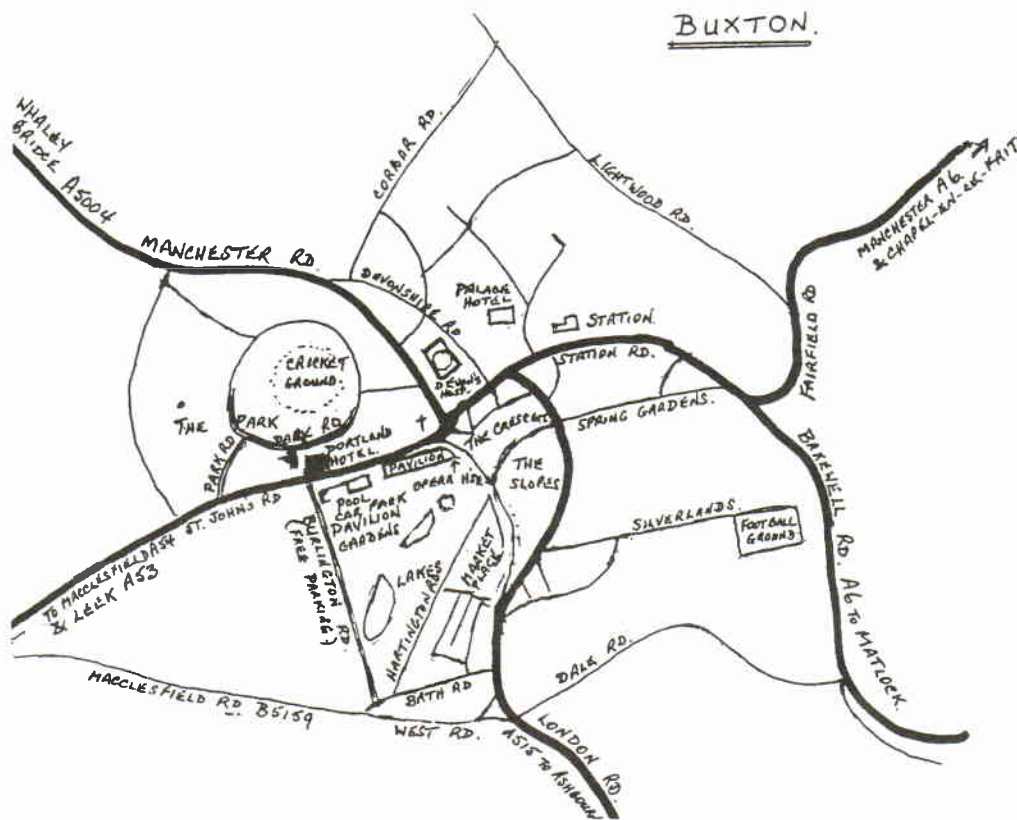 BUXTON.
WHALEY
BRIDGE A5004
MANCHESTER RD.
CORBAR RD.
LIGHTWOOD RD.
MANCHESTER A6
& CHAPEL-EN-LE-FRITH
FAIRFIELD RD
DEVONSHIRE RD
PALACE
HOTEL
STATION.
STATION RD.
DEVON'S
HOSP.
CRICKET
GROUND.
THE PARK
PARK RD
PARK RD
PORTLAND
HOTEL.
THE CRESCENT
SPRING GARDENS.
PAVILION
OPERA HSE
THE
SLOPES
POOL
CAR PARK
PAVILION
GARDENS
ST. JOHNS RD
TO MACCLESFIELD A54
& LEEK A53
BURLINGTON RD.
(FREE PARKING)
LAKES
HARTINGTON RD.
MARKET
PLACE
SILVERLANDS.
FOOTBALL
GROUND.
BAKEWELL RD. A6 TO MATLOCK.
DALE RD.
BATH RD
MACCLESFIELD RD B5159
WEST RD.
LONDON RD.
A515 TO ASHBOURN